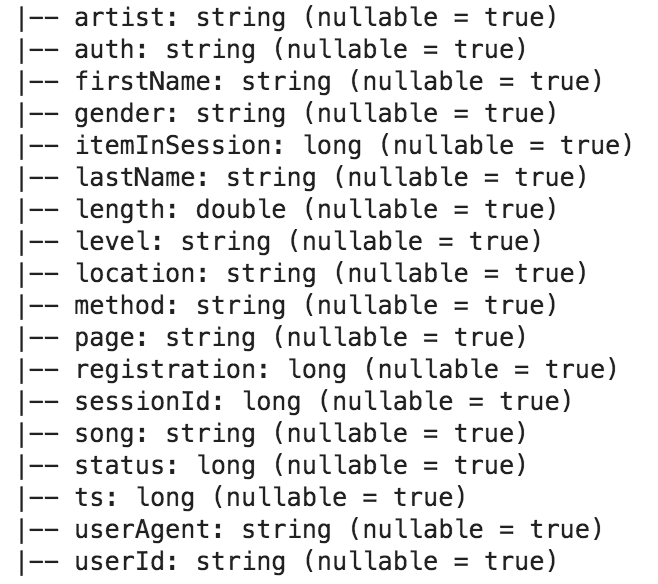 |-- artist: string (nullable = true)
|-- auth: string (nullable = true)
|-- firstName: string (nullable = true)
|-- gender: string (nullable = true)
|-- itemInSession: long (nullable = true)
|-- lastName: string (nullable = true)
|-- length: double (nullable = true)
|-- level: string (nullable = true)
|-- location: string (nullable = true)
|-- method: string (nullable = true)
|-- page: string (nullable = true)
|-- registration: long (nullable = true)
|-- sessionId: long (nullable = true)
|-- song: string (nullable = true)
|-- status: long (nullable = true)
|-- ts: long (nullable = true)
|-- userAgent: string (nullable = true)
|-- userId: string (nullable = true)